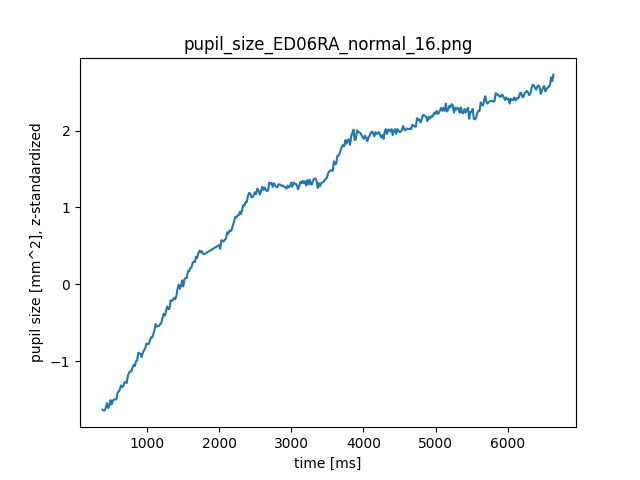 pupil_size_ED06RA_normal_16.png
pupil size [mm^2], z-standardized
2
1
0
−1
1000 2000 3000 4000 5000 6000
time [ms]